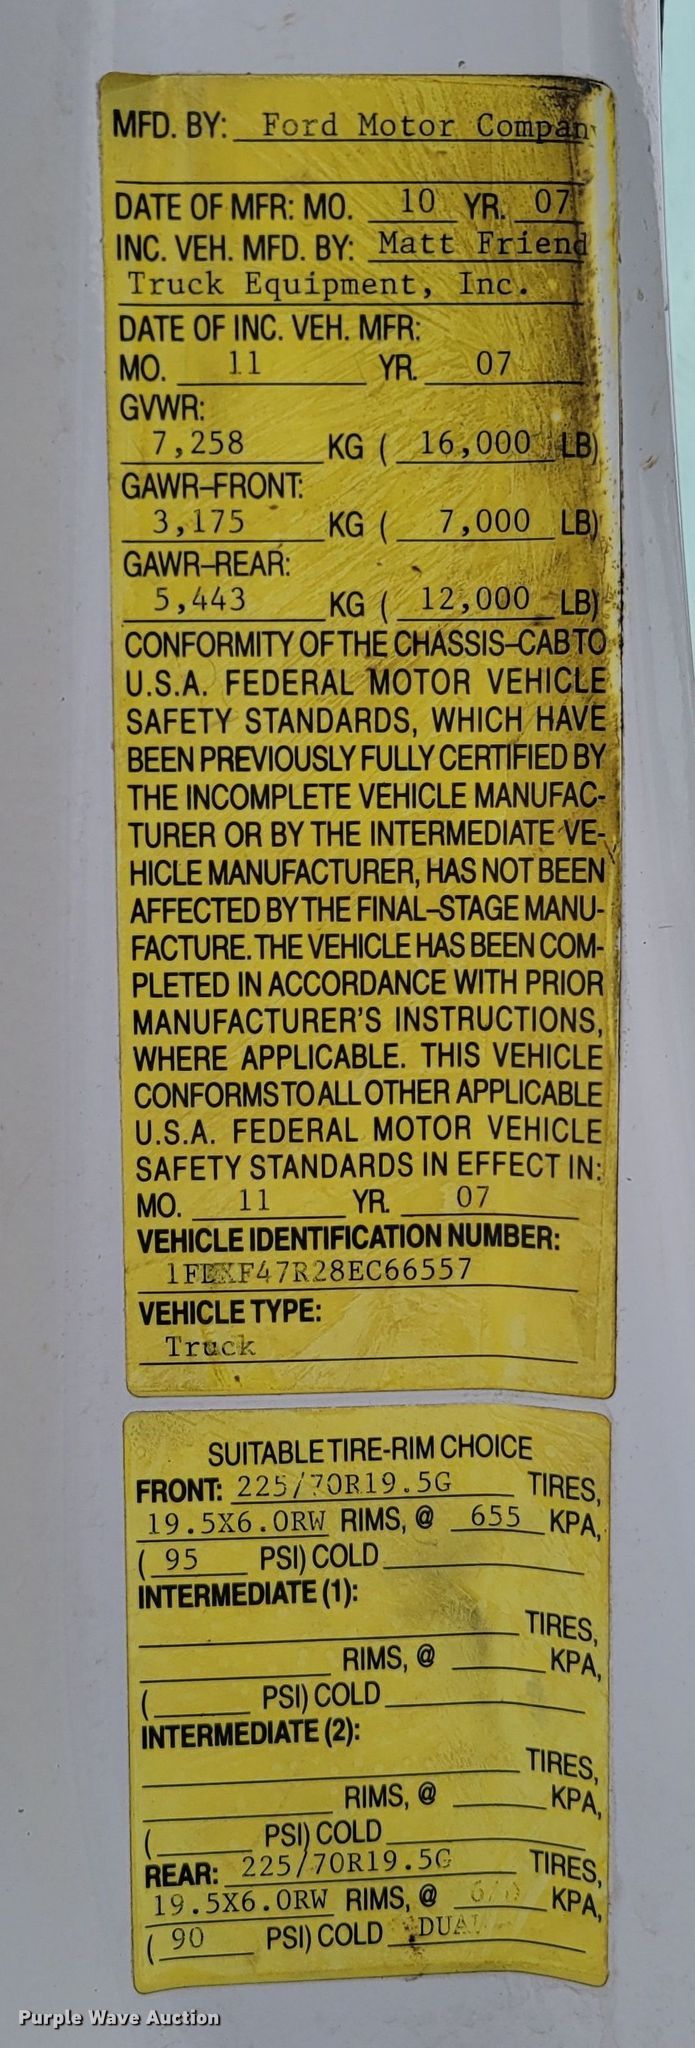 MFD. BY: Ford Motor Compan
DATE OF MFR: MO. 10 YR. 07
INC. VEH. MFD. BY: Matt Friend
Truck Equipment, Inc.
DATE OF INC. VEH. MFR:
MO. 11 YR. 07
GVWR:
7,258 KG ( 16,000 LB)
GAWR-FRONT:
3,175 KG ( 7,000 LB)
GAWR-REAR:
5,443 KG ( 12,000 LB)
CONFORMITY OF THE CHASSIS-CAB TO
U.S.A. FEDERAL MOTOR VEHICLE
SAFETY STANDARDS, WHICH HAVE
BEEN PREVIOUSLY FULLY CERTIFIED BY
THE INCOMPLETE VEHICLE MANUFAC-
TURER OR BY THE INTERMEDIATE VE-
HICLE MANUFACTURER, HAS NOT BEEN
AFFECTED BY THE FINAL-STAGE MANU-
FACTURE. THE VEHICLE HAS BEEN COM-
PLETED IN ACCORDANCE WITH PRIOR
MANUFACTURER'S INSTRUCTIONS,
WHERE APPLICABLE. THIS VEHICLE
CONFORMS TO ALL OTHER APPLICABLE
U.S.A. FEDERAL MOTOR VEHICLE
SAFETY STANDARDS IN EFFECT IN:
MO. 11 YR. 07
VEHICLE IDENTIFICATION NUMBER:
1FDXF47R28EC66557
VEHICLE TYPE:
Truck
SUITABLE TIRE-RIM CHOICE
FRONT: 225/70R19.5G TIRES,
19.5X6.0RW RIMS, @ 655 KPA,
( 95 PSI) COLD
INTERMEDIATE (1):
TIRES,
RIMS, @ KPA,
( PSI) COLD
INTERMEDIATE (2):
TIRES,
RIMS, @ KPA,
( PSI) COLD
REAR: 225/70R19.5G TIRES,
19.5X6.0RW RIMS, @ KPA,
( 90 PSI) COLD DUAL
Purple Wave Auction